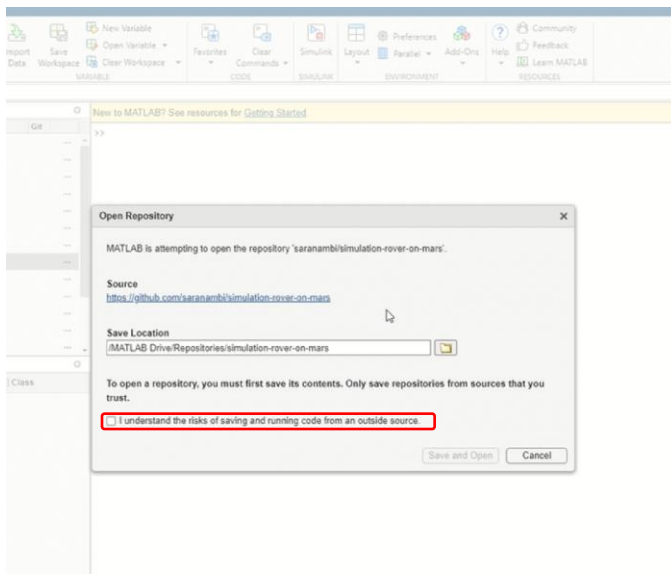 New Variable
Open Variable
Clear Workspace
Import Data
Save Workspace
VARIABLE
Favorites
Clear Commands
CODE
Simulink
SIMULINK
Layout
Preferences
Parallel
Add-Ons
ENVIRONMENT
Help
Community
Feedback
Learn MATLAB
RESOURCES
Git
New to MATLAB? See resources for Getting Started.
>>
Class
Open Repository
MATLAB is attempting to open the repository 'saranambi/simulation-rover-on-mars'.
Source
https://github.com/saranambi/simulation-rover-on-mars
Save Location
/MATLAB Drive/Repositories/simulation-rover-on-mars
To open a repository, you must first save its contents. Only save repositories from sources that you
trust.
I understand the risks of saving and running code from an outside source.
Save and Open
Cancel